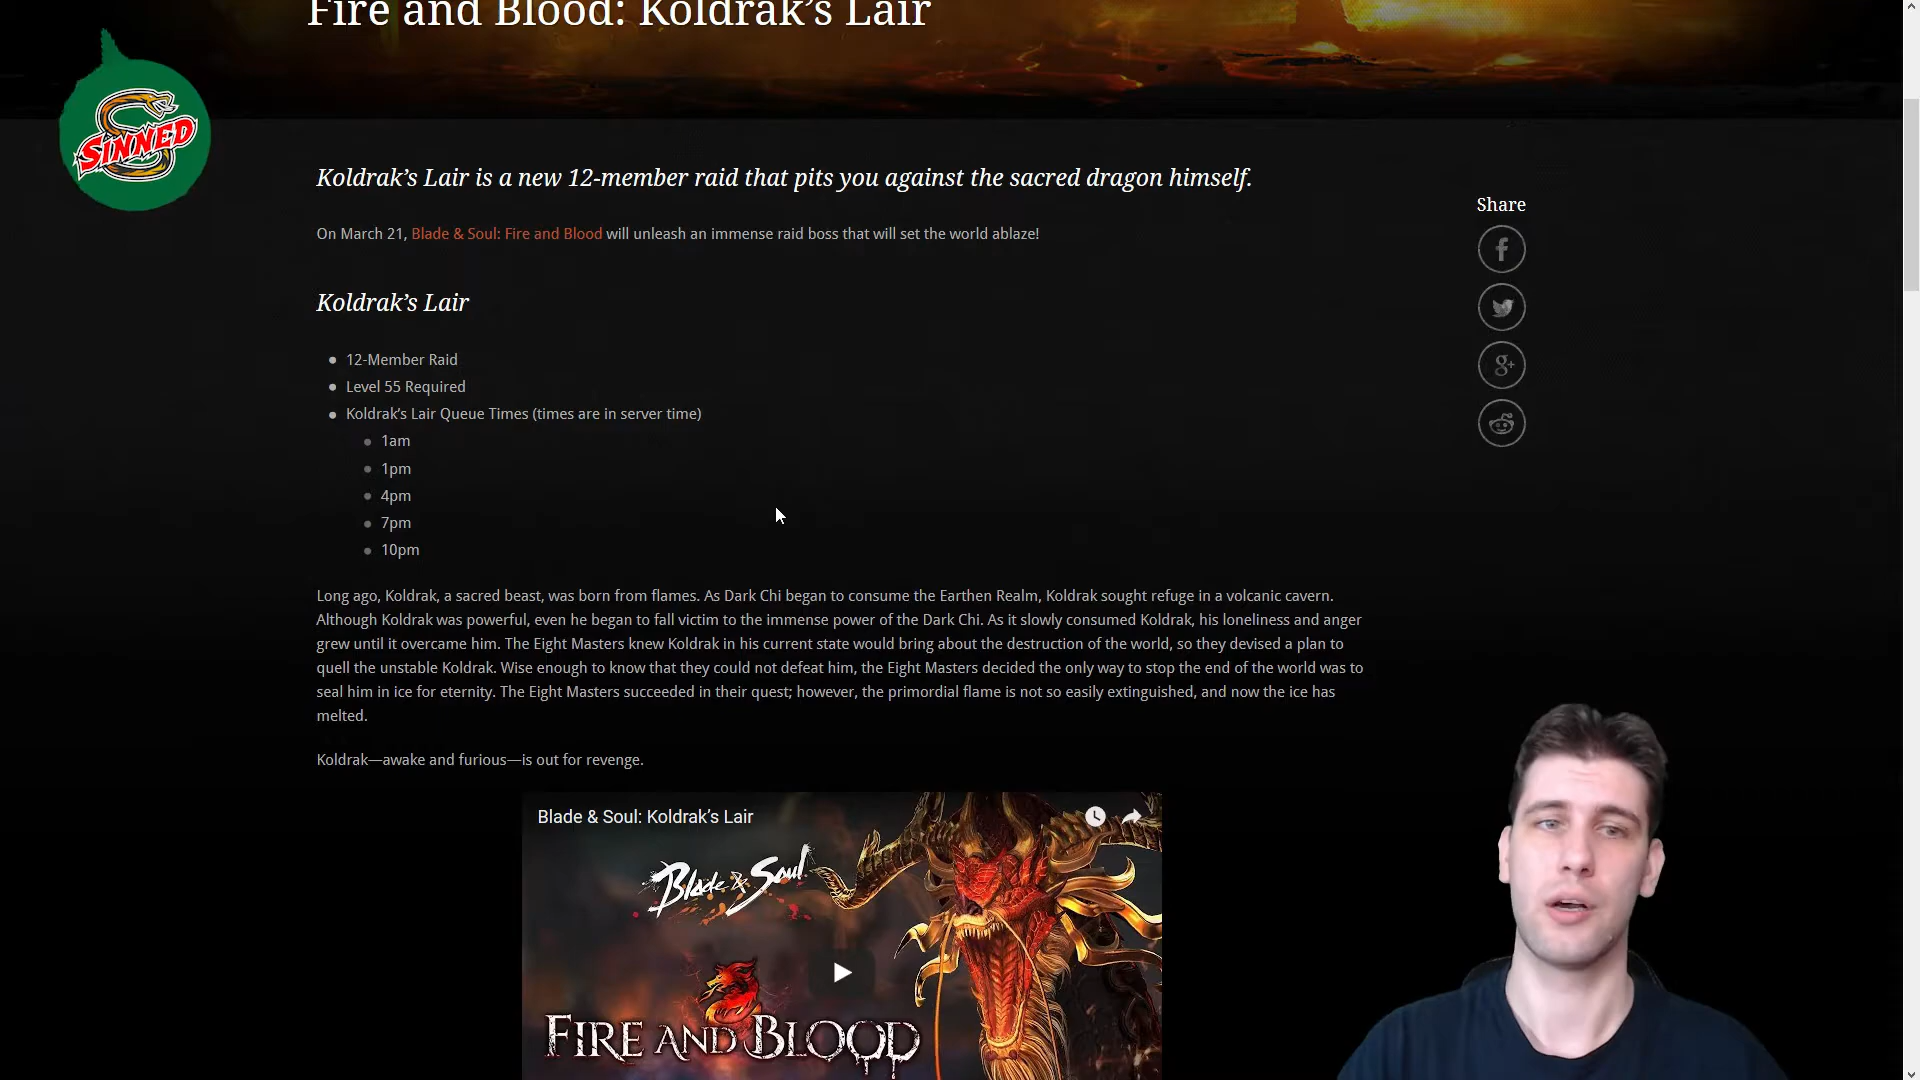 Fire and Blood: Koldrak's Lair
SINNED
Koldrak's Lair is a new 12-member raid that pits you against the sacred dragon himself.
Share
On March 21, Blade & Soul: Fire and Blood will unleash an immense raid boss that will set the world ablaze!
Koldrak's Lair
12-Member Raid
Level 55 Required
Koldrak's Lair Queue Times (times are in server time)
1am
1pm
4pm
7pm
10pm
Long ago, Koldrak, a sacred beast, was born from flames. As Dark Chi began to consume the Earthen Realm, Koldrak sought refuge in a volcanic cavern.
Although Koldrak was powerful, even he began to fall victim to the immense power of the Dark Chi. As it slowly consumed Koldrak, his loneliness and anger
grew until it overcame him. The Eight Masters knew Koldrak in his current state would bring about the destruction of the world, so they devised a plan to
quell the unstable Koldrak. Wise enough to know that they could not defeat him, the Eight Masters decided the only way to stop the end of the world was to
seal him in ice for eternity. The Eight Masters succeeded in their quest; however, the primordial flame is not so easily extinguished, and now the ice has
melted.
Koldrak—awake and furious—is out for revenge.
Blade & Soul: Koldrak's Lair
Blade & Soul
FIRE AND BLOOD